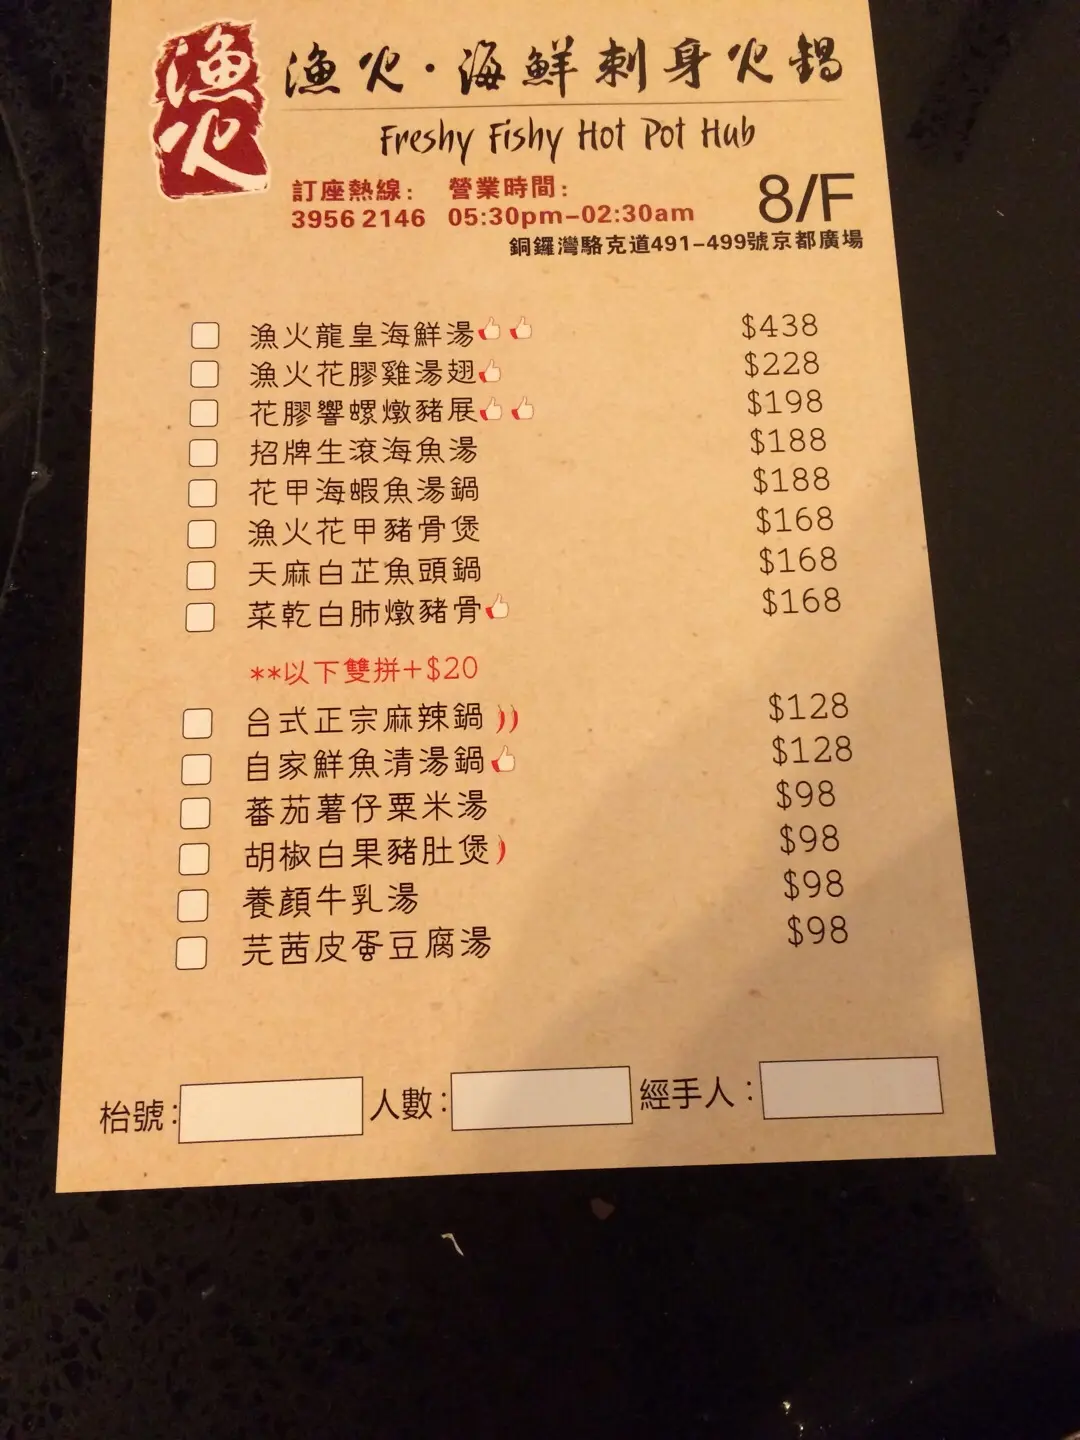 漁火
漁火·海鮮刺身火鍋
Freshy Fishy Hot Pot Hub
訂座熱線: 營業時間:
3956 2146 05:30pm-02:30am
8/F
銅鑼灣駱克道491-499號京都廣場
漁火龍皇海鮮湯 $438
漁火花膠雞湯翅 $228
花膠響螺燉豬展 $198
招牌生滾海魚湯 $188
花甲海蝦魚湯鍋 $188
漁火花甲豬骨煲 $168
天麻白芷魚頭鍋 $168
菜乾白肺燉豬骨 $168
**以下雙拼+$20
台式正宗麻辣鍋 $128
自家鮮魚清湯鍋 $128
蕃茄薯仔粟米湯 $98
胡椒白果豬肚煲 $98
養顏牛乳湯 $98
芫茜皮蛋豆腐湯 $98
枱號: 人數: 經手人: